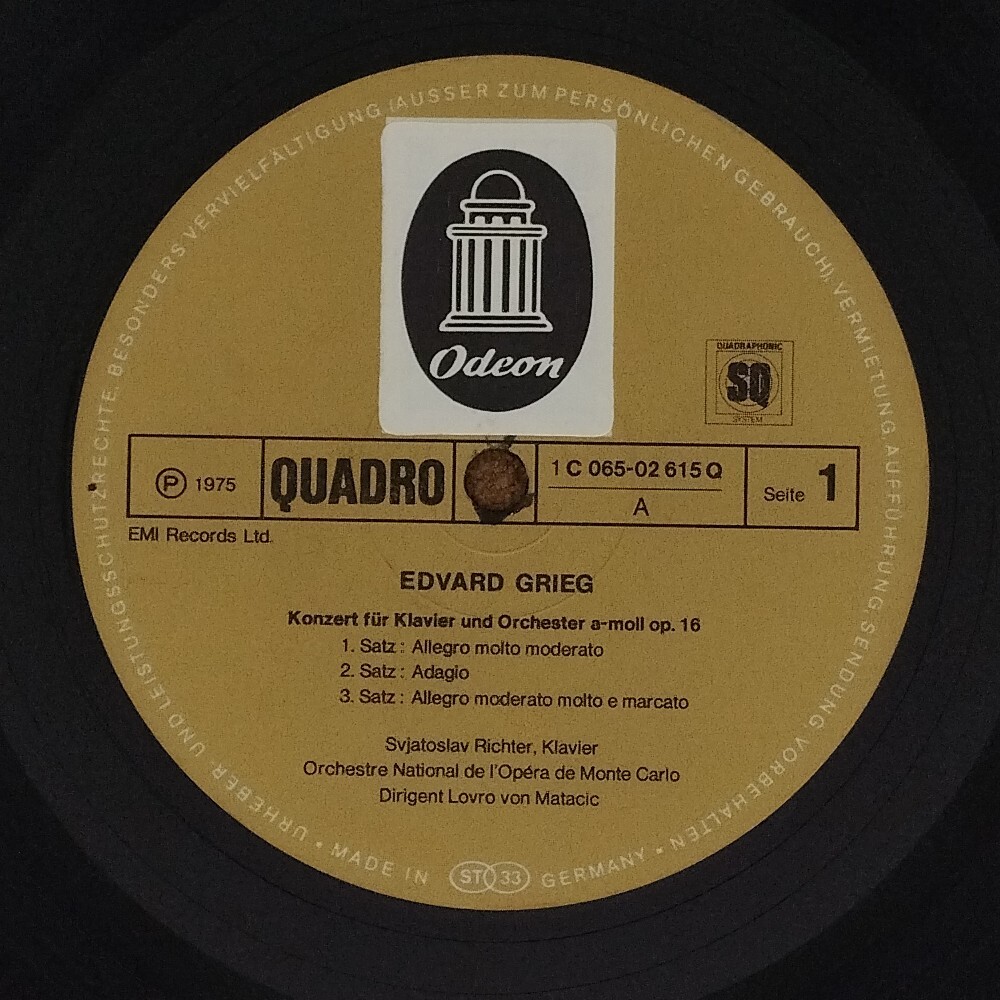 URHEBER- UND LEISTUNGSSCHUTZRECHTE, BESONDERS VERVIELFÄLTIGUNG (AUSSER ZUM PERSÖNLICHEN GEBRAUCH), VERMIETUNG, AUFFÜHRUNG, SENDUNG VORBEHALTEN
Odeon
QUADRAPHONIC
SQ
SYSTEM
Ⓟ 1975
QUADRO
1 C 065-02 615 Q
A
Seite 1
EMI Records Ltd.
EDVARD GRIEG
Konzert für Klavier und Orchester a-moll op. 16
1. Satz: Allegro molto moderato
2. Satz: Adagio
3. Satz: Allegro moderato molto e marcato
Svjatoslav Richter, Klavier
Orchestre National de l'Opéra de Monte Carlo
Dirigent Lovro von Matacic
• MADE IN ST 33 GERMANY •